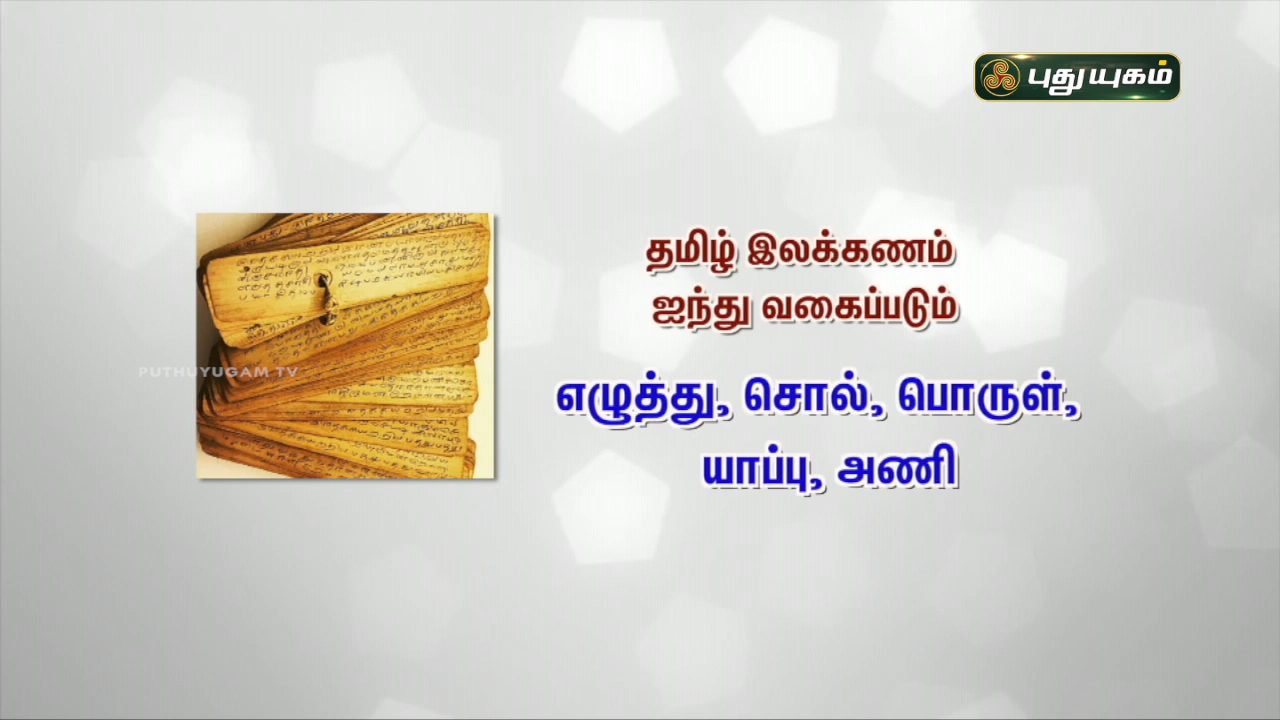 புதுயுகம்
தமிழ் இலக்கணம்
ஐந்து வகைப்படும்
PUTHUYUGAM TV
எழுத்து, சொல், பொருள்,
யாப்பு, அணி